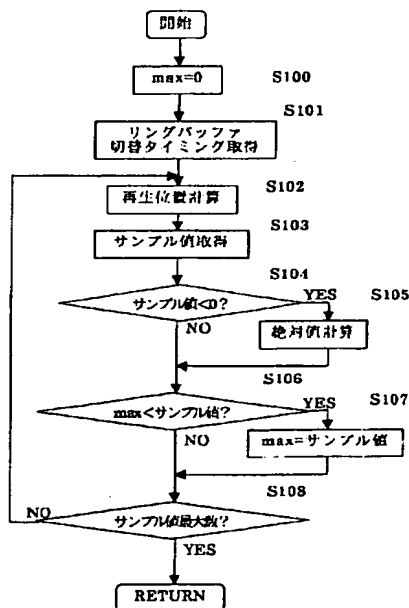 開始
max=0 S100
S101
リングバッファ
切替タイミング取得
S102
再生位置計算
S103
サンプル値取得
S104
サンプル値<0? YES S105
NO 絶対値計算
S106
max<サンプル値? YES S107
NO max=サンプル値
S108
NO サンプル値最大数?
YES
RETURN